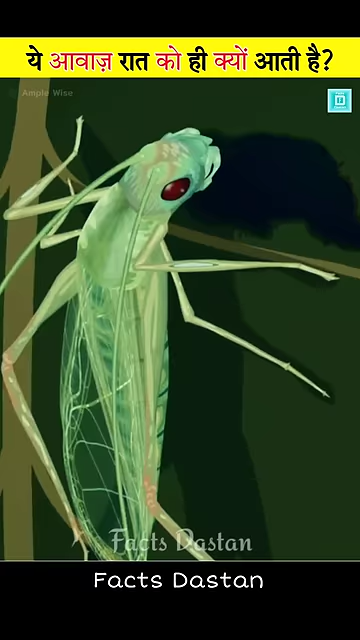 ये आवाज़ रात को ही क्यों आती है?
Ample Wise
Facts Dastan
Facts Dastan